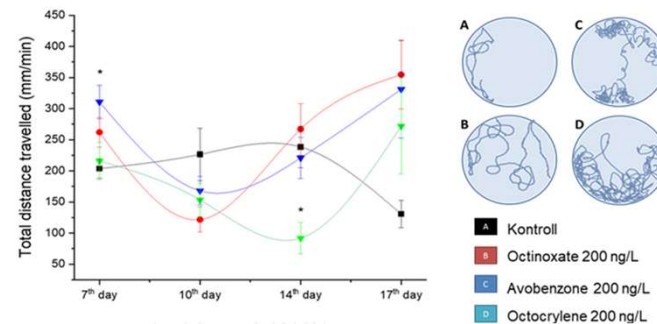 Total distance travelled (mm/min)
450
400
350
300
250
200
150
100
50
*
*
7th day
10th day
14th day
17th day
A
C
B
D
A Kontroll
B Octinoxate 200 ng/L
C Avobenzone 200 ng/L
D Octocrylene 200 ng/L